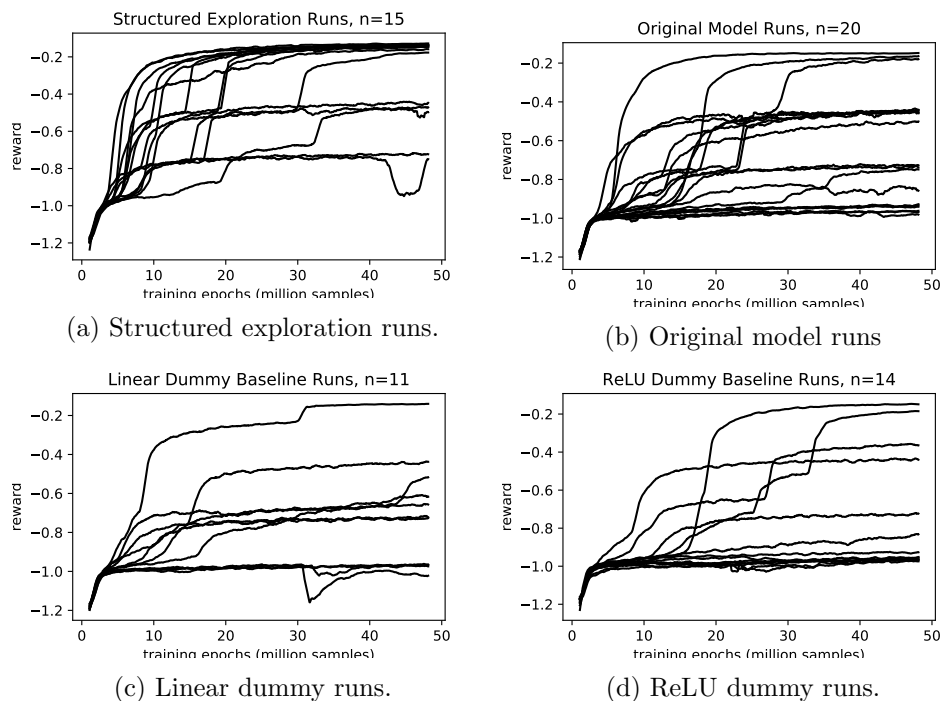 Structured Exploration Runs, n=15
−0.2
−0.4
−0.6
−0.8
−1.0
−1.2
reward
0 10 20 30 40 50
training epochs (million samples)
(a) Structured exploration runs.
Original Model Runs, n=20
−0.2
−0.4
−0.6
−0.8
−1.0
−1.2
reward
0 10 20 30 40 50
training epochs (million samples)
(b) Original model runs
Linear Dummy Baseline Runs, n=11
−0.2
−0.4
−0.6
−0.8
−1.0
−1.2
reward
0 10 20 30 40 50
training epochs (million samples)
(c) Linear dummy runs.
ReLU Dummy Baseline Runs, n=14
−0.2
−0.4
−0.6
−0.8
−1.0
−1.2
reward
0 10 20 30 40 50
training epochs (million samples)
(d) ReLU dummy runs.